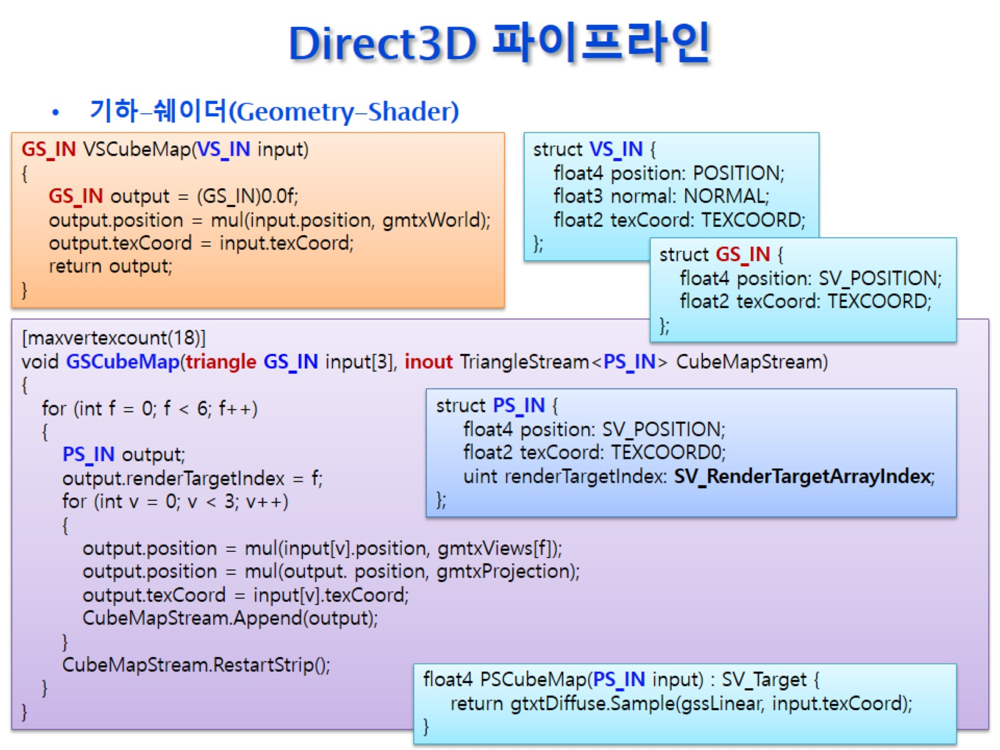 Direct3D 파이프라인
• 기하-쉐이더(Geometry-Shader)
GS_IN VSCubeMap(VS_IN input)
{
GS_IN output = (GS_IN)0.0f;
output.position = mul(input.position, gmtxWorld);
output.texCoord = input.texCoord;
return output;
}
struct VS_IN {
float4 position: POSITION;
float3 normal: NORMAL;
float2 texCoord: TEXCOORD;
};
struct GS_IN {
float4 position: SV_POSITION;
float2 texCoord: TEXCOORD;
};
[maxvertexcount(18)]
void GSCubeMap(triangle GS_IN input[3], inout TriangleStream<PS_IN> CubeMapStream)
{
for (int f = 0; f < 6; f++)
{
PS_IN output;
output.renderTargetIndex = f;
for (int v = 0; v < 3; v++)
{
output.position = mul(input[v].position, gmtxViews[f]);
output.position = mul(output. position, gmtxProjection);
output.texCoord = input[v].texCoord;
CubeMapStream.Append(output);
}
CubeMapStream.RestartStrip();
}
}
struct PS_IN {
float4 position: SV_POSITION;
float2 texCoord: TEXCOORD0;
uint renderTargetIndex: SV_RenderTargetArrayIndex;
};
float4 PSCubeMap(PS_IN input) : SV_Target {
return gtxtDiffuse.Sample(gssLinear, input.texCoord);
}